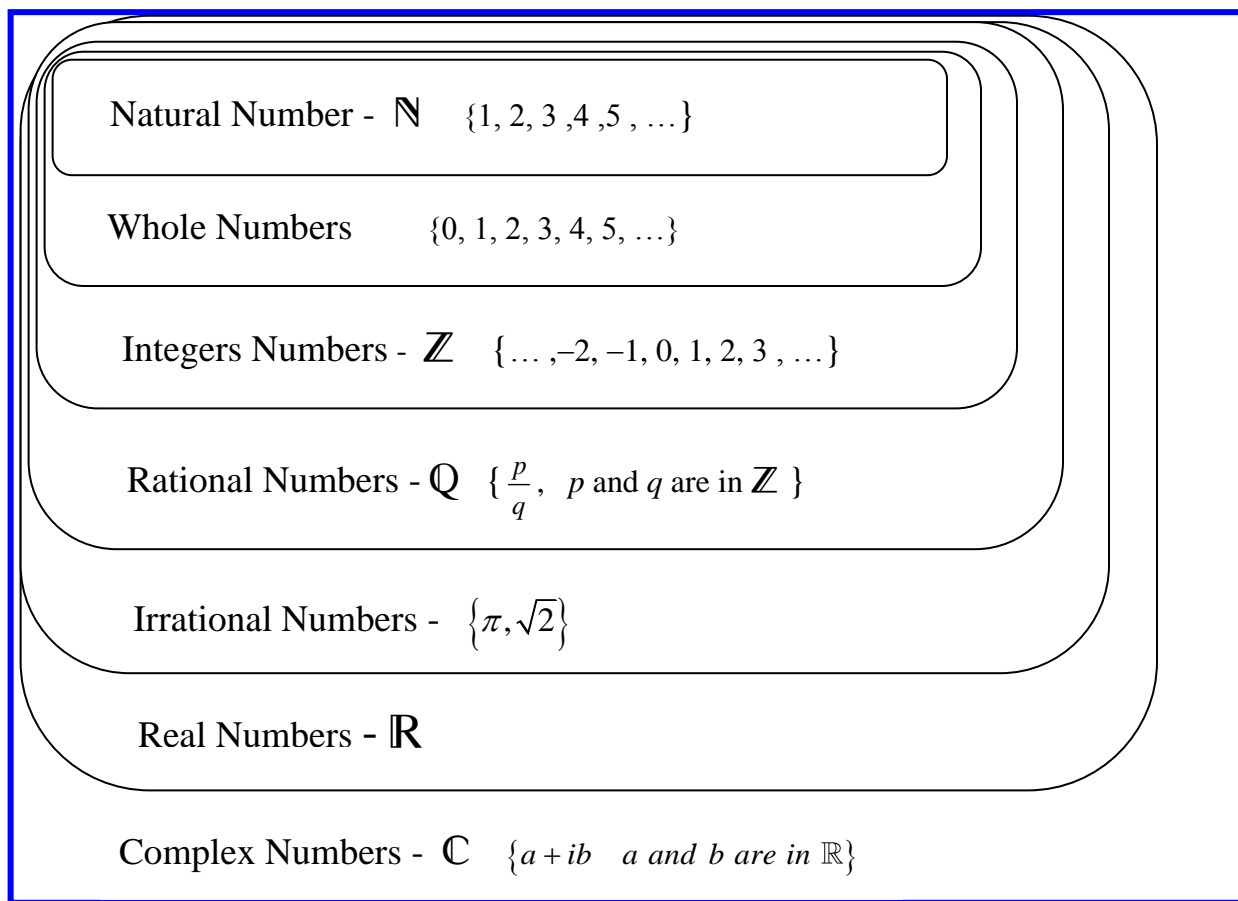 Natural Number - ℕ {1, 2, 3 ,4 ,5 , …}
Whole Numbers {0, 1, 2, 3, 4, 5, …}
Integers Numbers - ℤ {… ,–2, –1, 0, 1, 2, 3 , …}
Rational Numbers - ℚ { p/q, p and q are in ℤ }
Irrational Numbers - {π, √2}
Real Numbers - ℝ
Complex Numbers - ℂ {a + ib a and b are in ℝ}